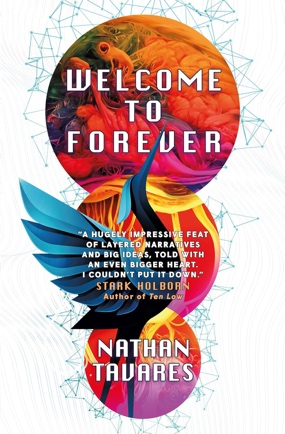 WELCOME
TO
FOREVER
"A HUGELY IMPRESSIVE FEAT
OF LAYERED NARRATIVES
AND BIG IDEAS, TOLD WITH
AN EVEN BIGGER HEART.
I COULDN'T PUT IT DOWN."
STARK HOLBORN
Author of Ten Low
NATHAN
TAVARES